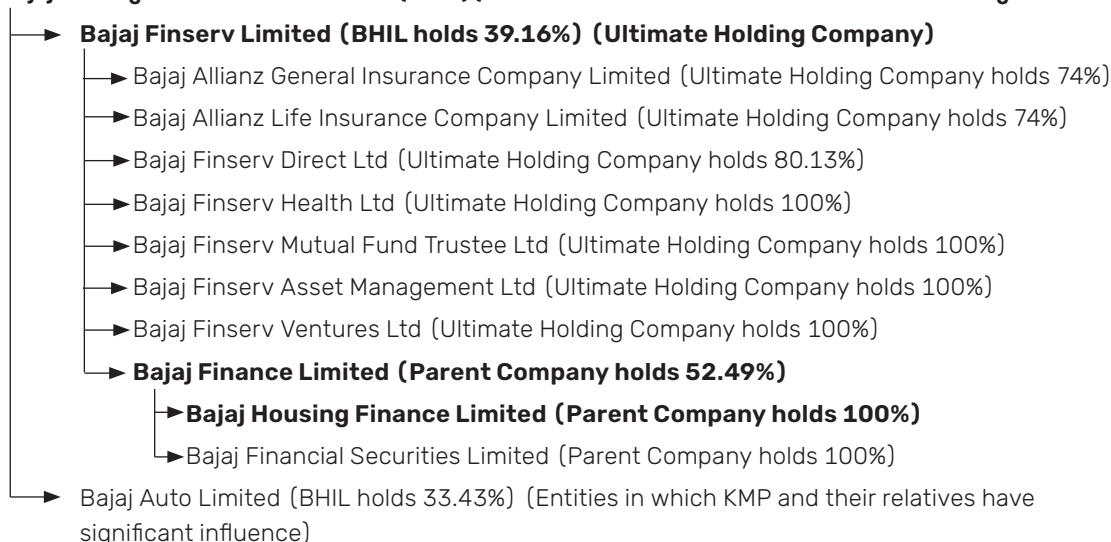 Bajaj Finserv Limited (BHIL holds 39.16%) (Ultimate Holding Company)
Bajaj Allianz General Insurance Company Limited (Ultimate Holding Company holds 74%)
Bajaj Allianz Life Insurance Company Limited (Ultimate Holding Company holds 74%)
Bajaj Finserv Direct Ltd (Ultimate Holding Company holds 80.13%)
Bajaj Finserv Health Ltd (Ultimate Holding Company holds 100%)
Bajaj Finserv Mutual Fund Trustee Ltd (Ultimate Holding Company holds 100%)
Bajaj Finserv Asset Management Ltd (Ultimate Holding Company holds 100%)
Bajaj Finserv Ventures Ltd (Ultimate Holding Company holds 100%)
Bajaj Finance Limited (Parent Company holds 52.49%)
Bajaj Housing Finance Limited (Parent Company holds 100%)
Bajaj Financial Securities Limited (Parent Company holds 100%)
Bajaj Auto Limited (BHIL holds 33.43%) (Entities in which KMP and their relatives have
significant influence)